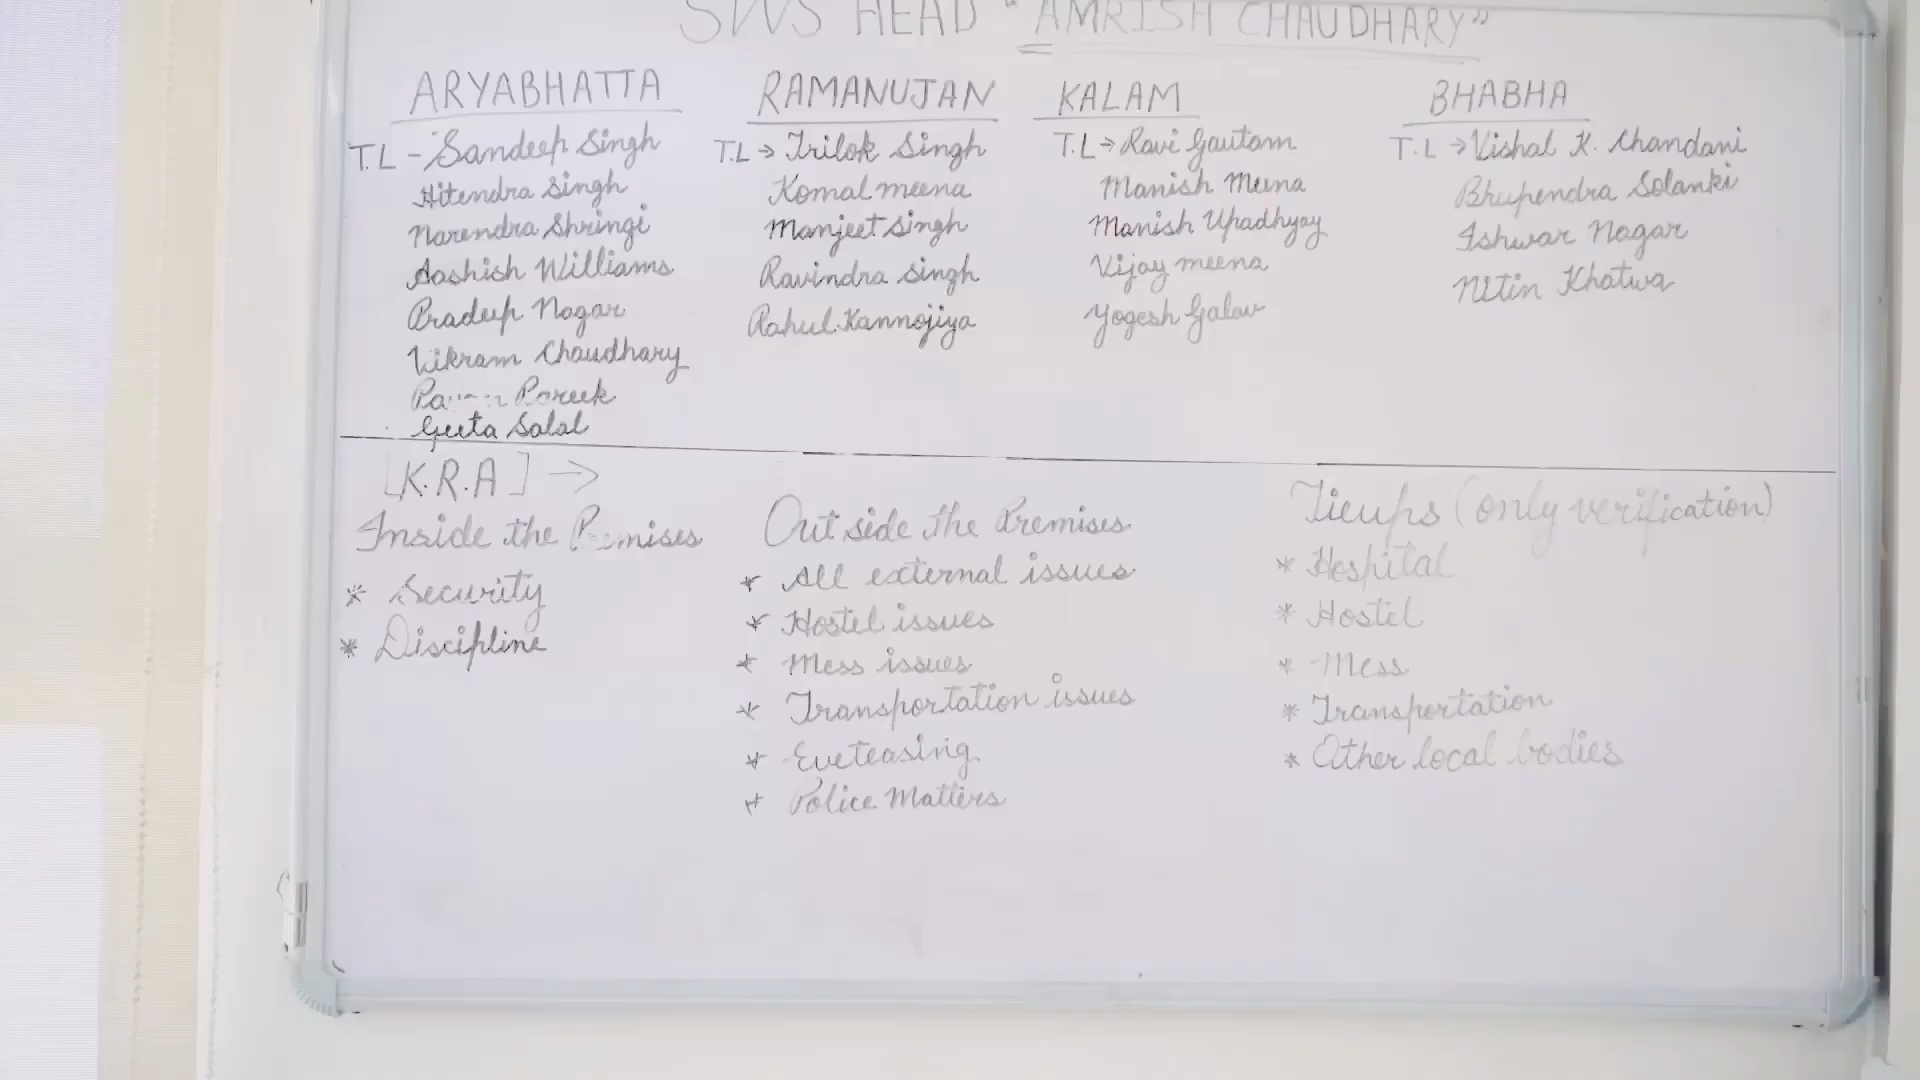 SWS HEAD "AMRISH CHAUDHARY"
ARYABHATTA
T.L - Sandeep Singh
Hitendra Singh
Narendra Shringi
Aashish Williams
Pradeep Nagar
Vikram Chaudhary
Pareek
Geeta Salal
RAMANUJAN
T.L → Trilok Singh
Komal meena
Manjeet Singh
Ravindra Singh
Rahul Kannojiya
KALAM
T.L → Ravi Gautam
Manish Meena
Manish Upadhyay
Vijay meena
Yogesh Galav
BHABHA
T.L → Vishal K. Chandani
Bhupendra Solanki
Ishwar Nagar
Nitin Khatwa
[K.R.A] →
Inside the Premises
* Security
* Discipline
Out side the Premises
* All external issues
* Hostel issues
* Mess issues
* Transportation issues
* Eveteasing
* Police Matters
Tieups (only verification)
* Hospital
* Hostel
* Mess
* Transportation
* Other local bodies